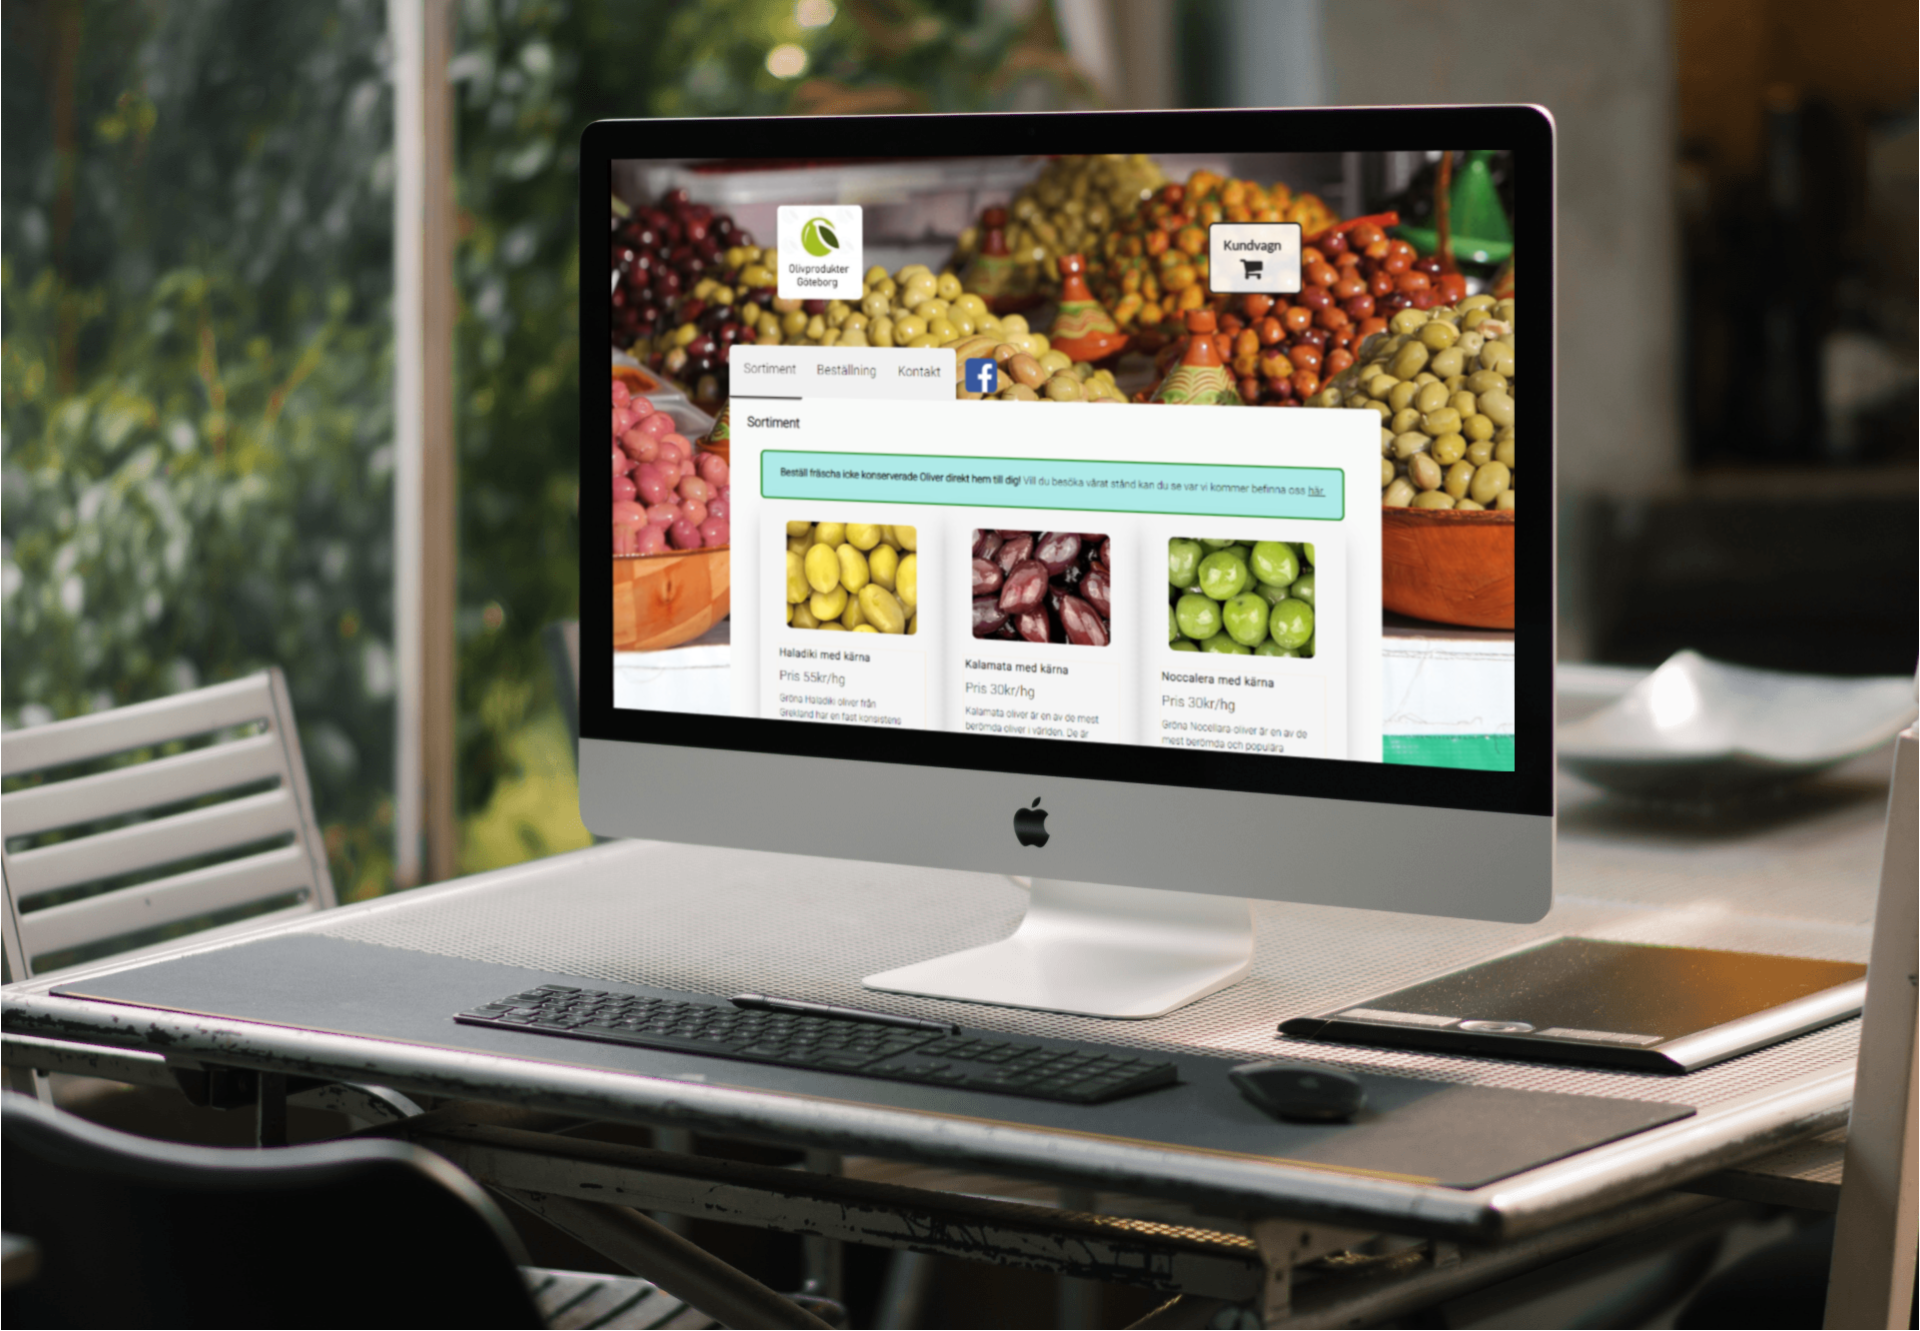 Olivprodukter
Göteborg
Kundvagn
Sortiment Beställning Kontakt
Sortiment
Beställ fräscha icke konserverade Oliver direkt hem till dig! Vill du besöka vårat stånd kan du se var vi kommer befinna oss här.
Haladiki med kärna
Pris 55kr/hg
Gröna Haladiki oliver från
Grekland har en fast konsistens
Kalamata med kärna
Pris 30kr/hg
Kalamata oliver är en av de mest
berömda oliver i världen. De är
Noccalera med kärna
Pris 30kr/hg
Gröna Nocellara oliver är en av de
mest berömda och populära